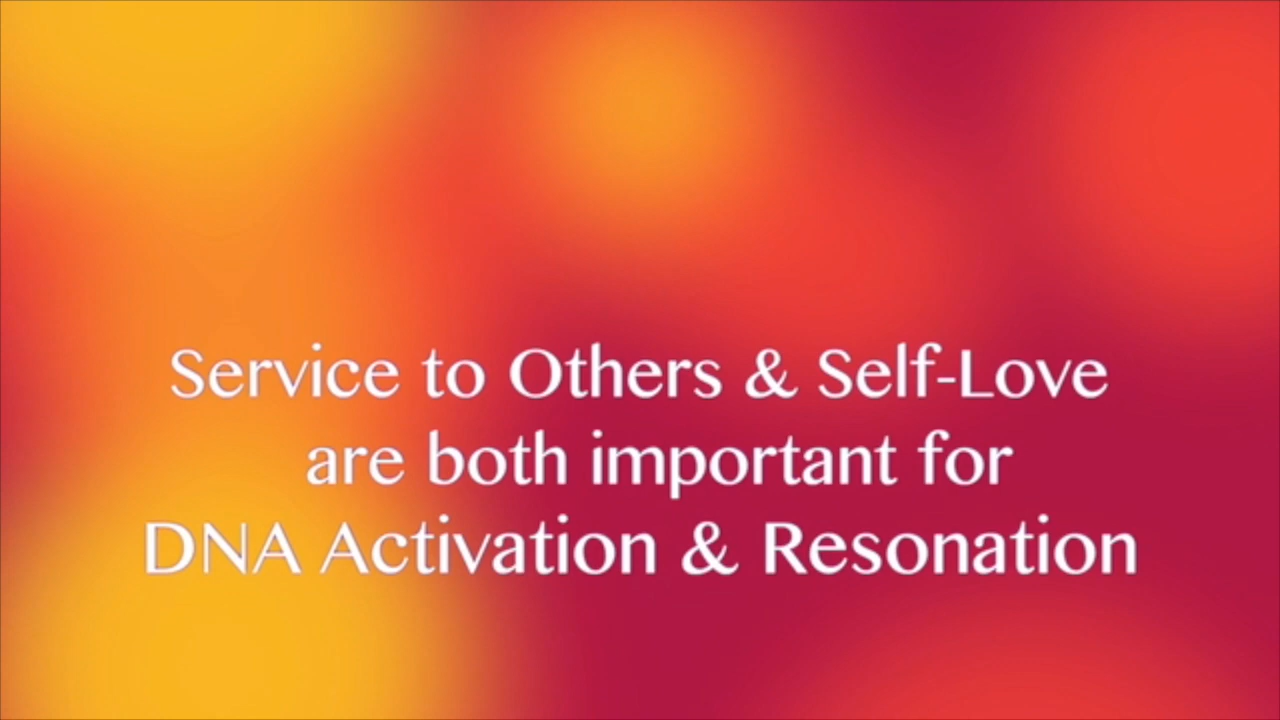 Service to Others & Self-Love
are both important for
DNA Activation & Resonation